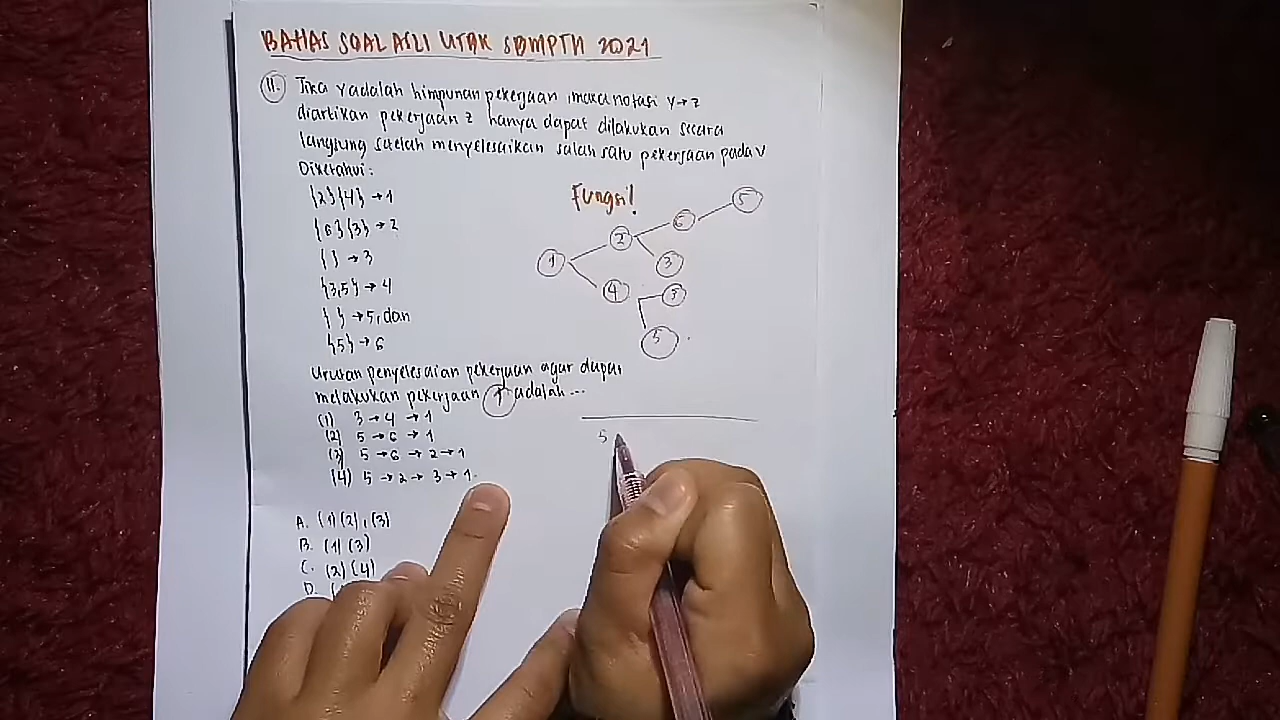 BAHAS SOAL ASLI UTBK SBMPTN 2021
11. Jika Y adalah himpunan pekerjaan, maka notasi Y→Z
diartikan pekerjaan Z hanya dapat dilakukan secara
langsung setelah menyelesaikan salah satu pekerjaan pada Y
Diketahui:
{2}{4} → 1
{6}{3} → 2
{ } → 3
{3,5} → 4
{ } → 5, dan
{5} → 6
Fungsi!
5
6
2
1
3
4
3
5
Urutan penyelesaian pekerjaan agar dapat
melakukan pekerjaan 1 adalah ...
(1) 3 → 4 → 1
(2) 5 → 6 → 1
(3) 5 → 6 → 2 → 1
(4) 5 → 2 → 3 → 1
5
A. (1) (2), (3)
B. (1) (3)
C. (2) (4)
D.